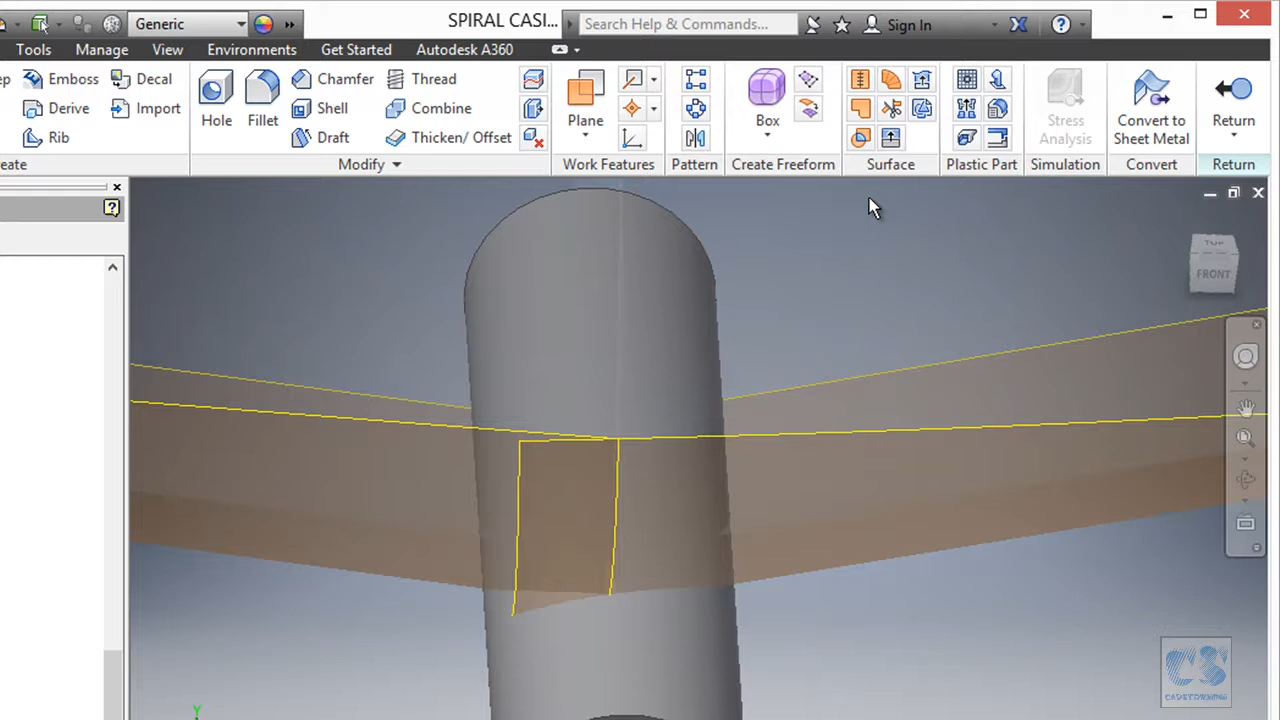 Generic
SPIRAL CASI...
Search Help & Commands...
Sign In
Tools
Manage
View
Environments
Get Started
Autodesk A360
Emboss
Decal
Derive
Import
Rib
Hole
Fillet
Chamfer
Thread
Shell
Combine
Draft
Thicken/ Offset
Plane
Box
Stress
Analysis
Convert to
Sheet Metal
Return
eate
Modify
Work Features
Pattern
Create Freeform
Surface
Plastic Part
Simulation
Convert
Return
TOP
FRONT
CS
Y